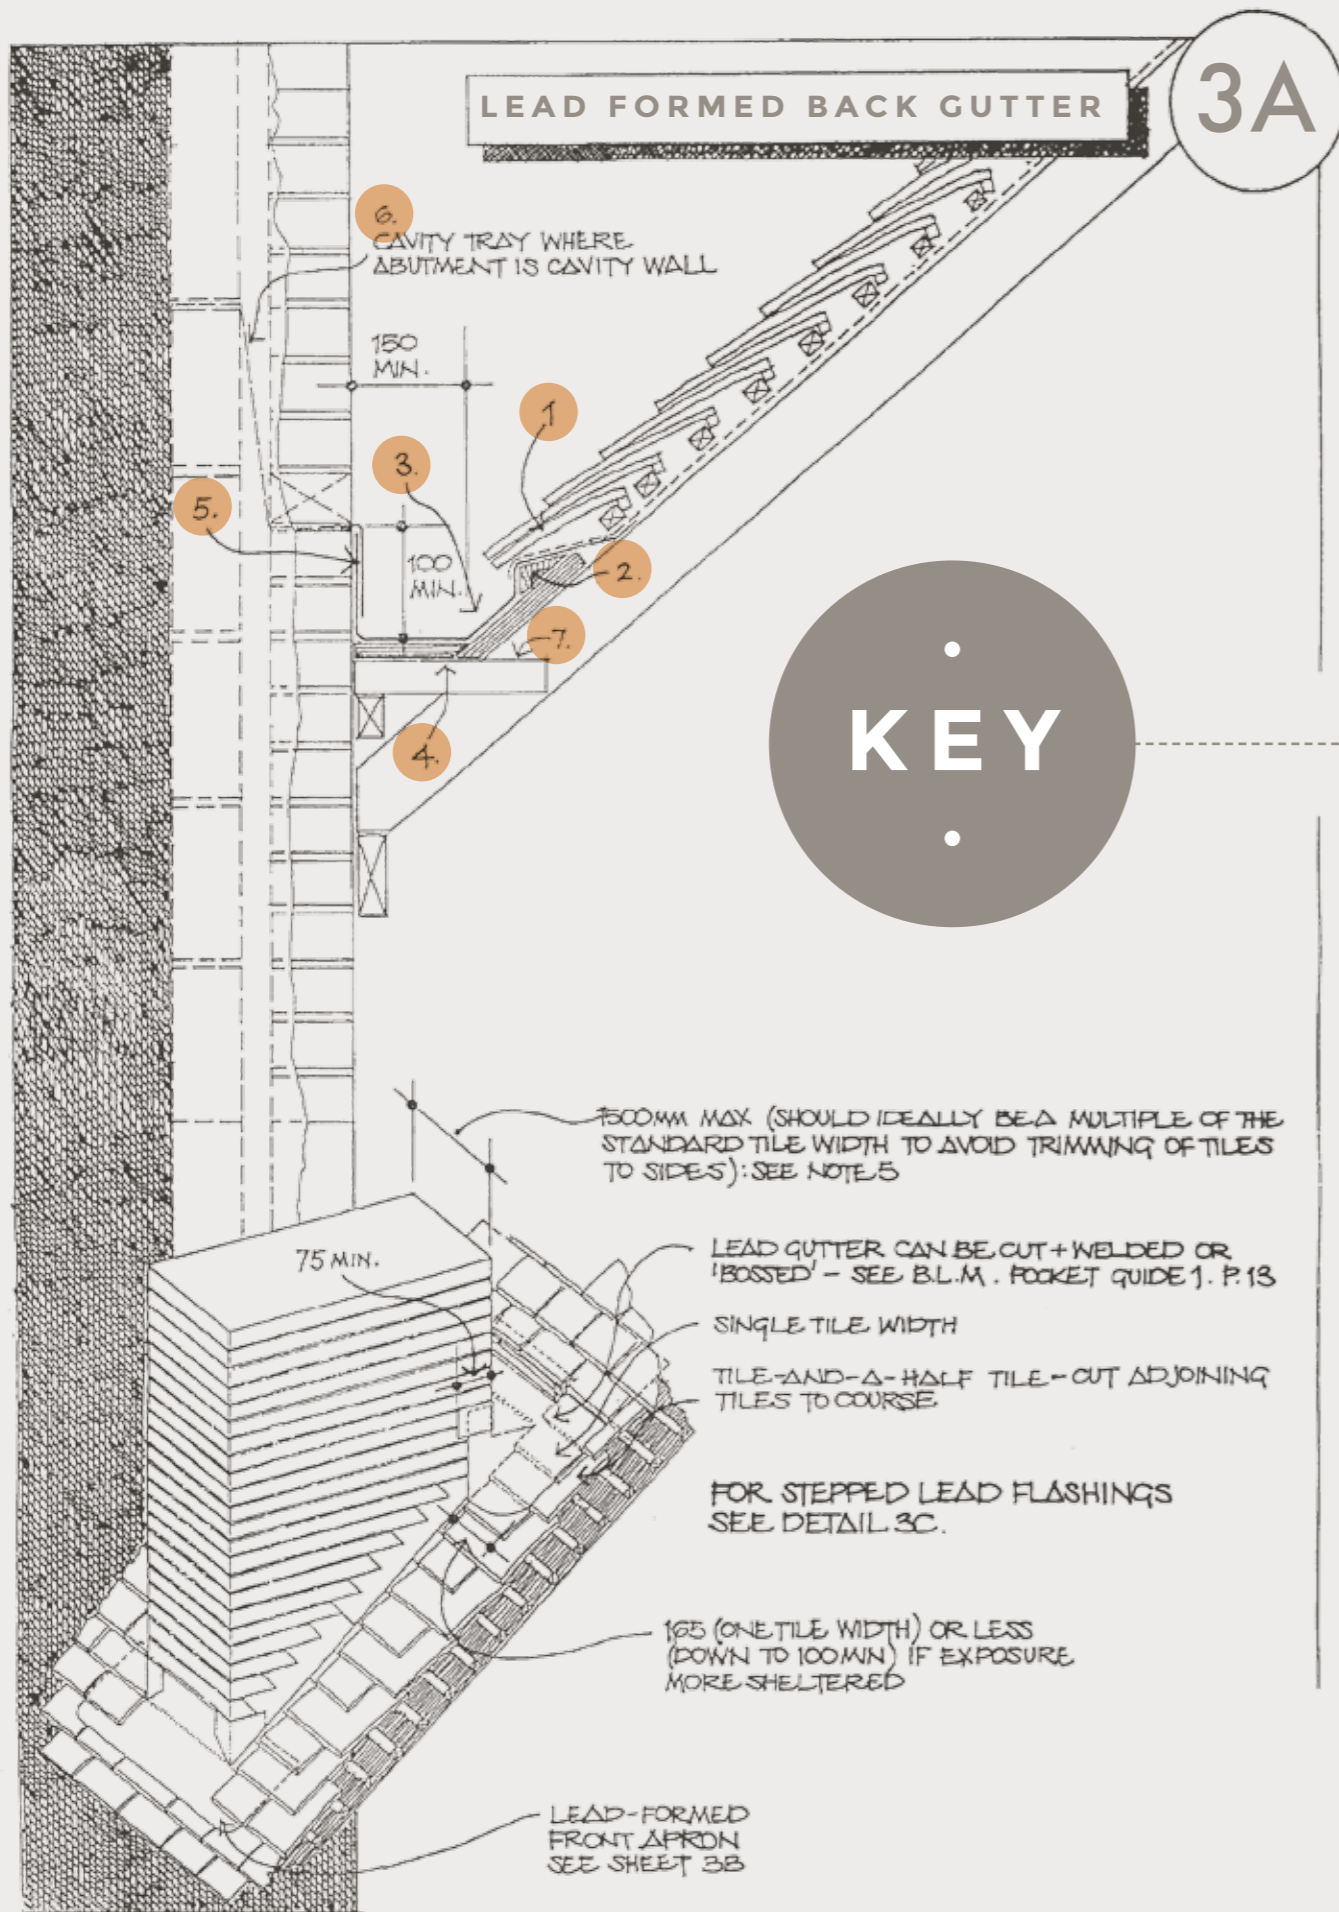 LEAD FORMED BACK GUTTER
3A
6.
CAVITY TRAY WHERE
ABUTMENT IS CAVITY WALL
150
MIN.
1
3.
5.
100
MIN.
2.
7.
4.
KEY
1500MM MAX (SHOULD IDEALLY BE A MULTIPLE OF THE
STANDARD TILE WIDTH TO AVOID TRIMMING OF TILES
TO SIDES): SEE NOTE 5
75 MIN.
LEAD GUTTER CAN BE CUT + WELDED OR
'BOSSED' - SEE B.L.M. POCKET GUIDE 1. P. 13
SINGLE TILE WIDTH
TILE-AND-A-HALF TILE - CUT ADJOINING
TILES TO COURSE
FOR STEPPED LEAD FLASHINGS
SEE DETAIL 3C.
165 (ONE TILE WIDTH) OR LESS
(DOWN TO 100 MIN) IF EXPOSURE
MORE SHELTERED
LEAD-FORMED
FRONT APRON
SEE SHEET 3B